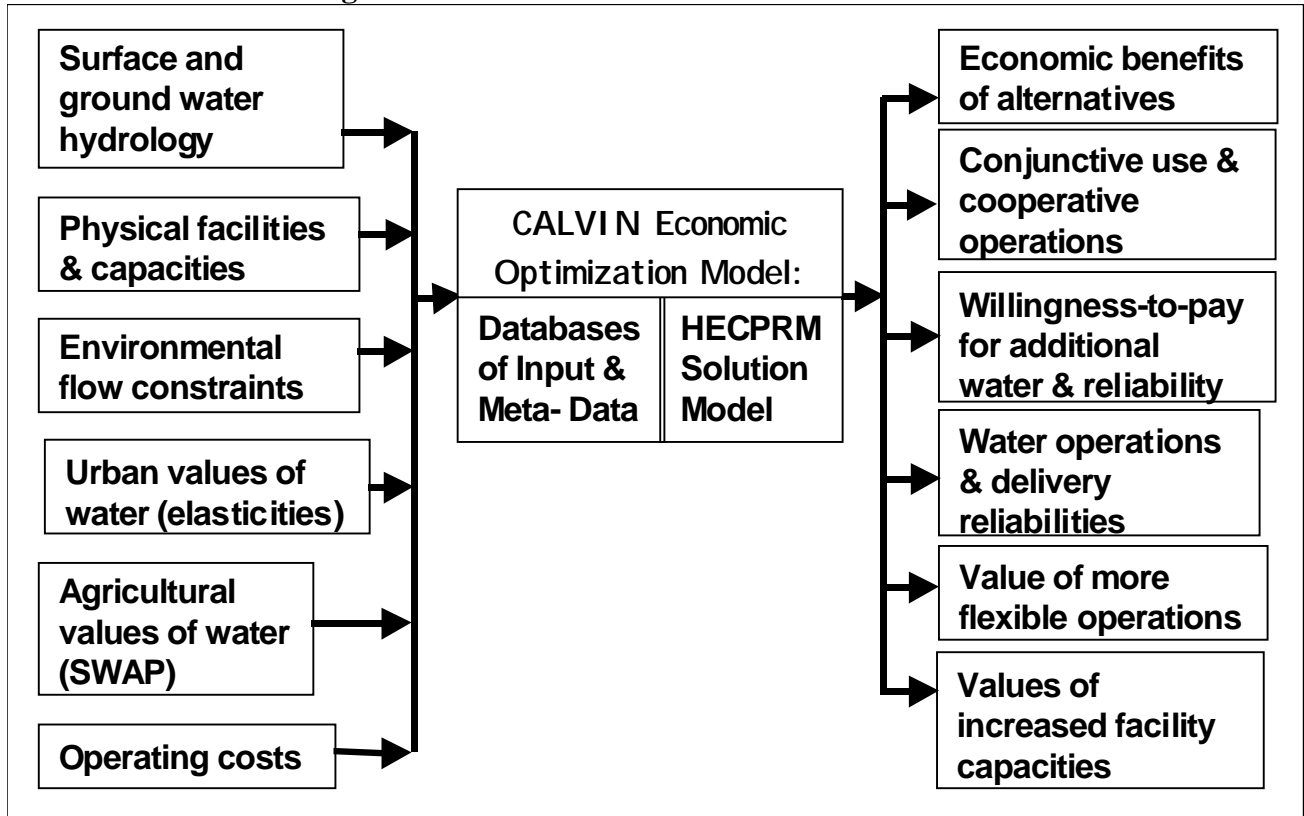 Surface and
ground water
hydrology
Physical facilities
& capacities
Environmental
flow constraints
Urban values of
water (elasticities)
Agricultural
values of water
(SWAP)
Operating costs
CALVIN Economic
Optimization Model:
Databases
of Input &
Meta- Data
HECPRM
Solution
Model
Economic benefits
of alternatives
Conjunctive use &
cooperative
operations
Willingness-to-pay
for additional
water & reliability
Water operations
& delivery
reliabilities
Value of more
flexible operations
Values of
increased facility
capacities